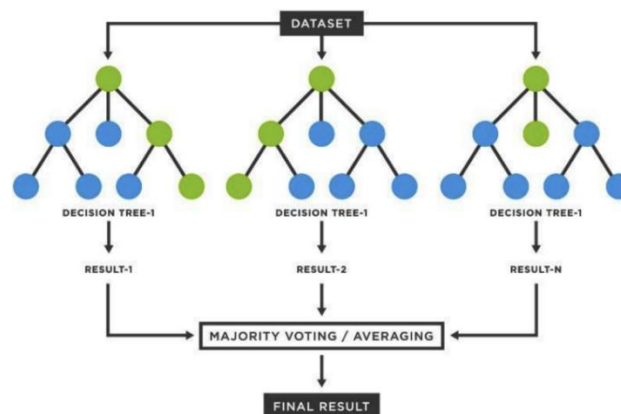 DATASET
DECISION TREE-1 DECISION TREE-1 DECISION TREE-1
RESULT-1 RESULT-2 RESULT-N
MAJORITY VOTING / AVERAGING
FINAL RESULT